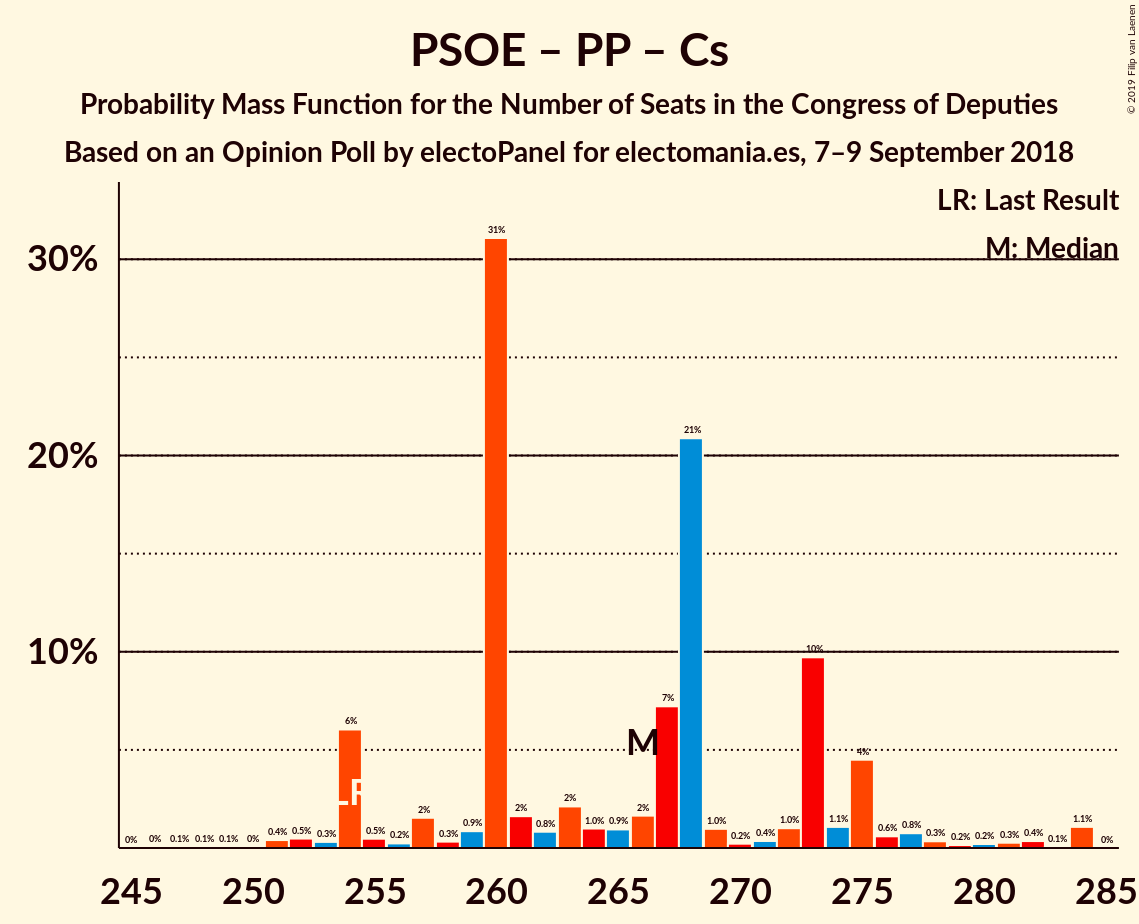 © 2019 Filip van Laenen
PSOE – PP – Cs
Probability Mass Function for the Number of Seats in the Congress of Deputies
Based on an Opinion Poll by electoPanel for electomania.es, 7–9 September 2018
LR: Last Result
M: Median
30%
20%
10%
0% 0% 0.1% 0.1% 0.1% 0% 0.4% 0.5% 0.3% 6% 0.5% 0.2% 2% 0.3% 0.9% 31% 2% 0.8% 2% 1.0% 0.9% 2% 7% 21% 1.0% 0.2% 0.4% 1.0% 10% 1.1% 4% 0.6% 0.8% 0.3% 0.2% 0.2% 0.3% 0.4% 0.1% 1.1% 0%
LR
M
245 250 255 260 265 270 275 280 285